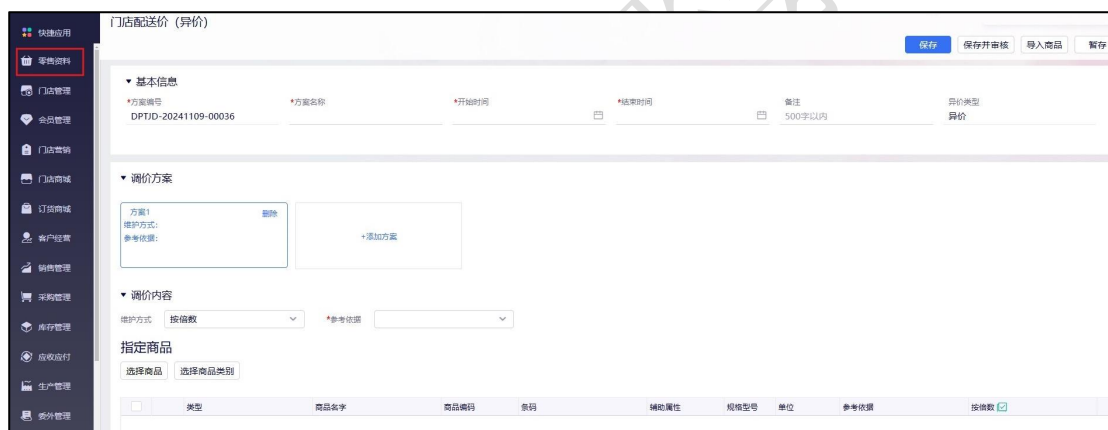 门店配送价（异价）
快捷应用
零售资料
门店管理
会员管理
门店营销
门店商城
订货商城
客户经营
销售管理
采购管理
库存管理
应收应付
生产管理
委外管理
保存 保存并审核 导入商品 暂存
基本信息
*方案编号 *方案名称 *开始时间 *结束时间 备注 异价类型
DPTJD-20241109-00036 500字以内 异价
调价方案
方案1 删除
维护方式:
参考依据:
+添加方案
调价内容
维护方式 按倍数 *参考依据
指定商品
选择商品 选择商品类别
类型 商品名字 商品编码 条码 辅助属性 规格型号 单位 参考依据 按倍数